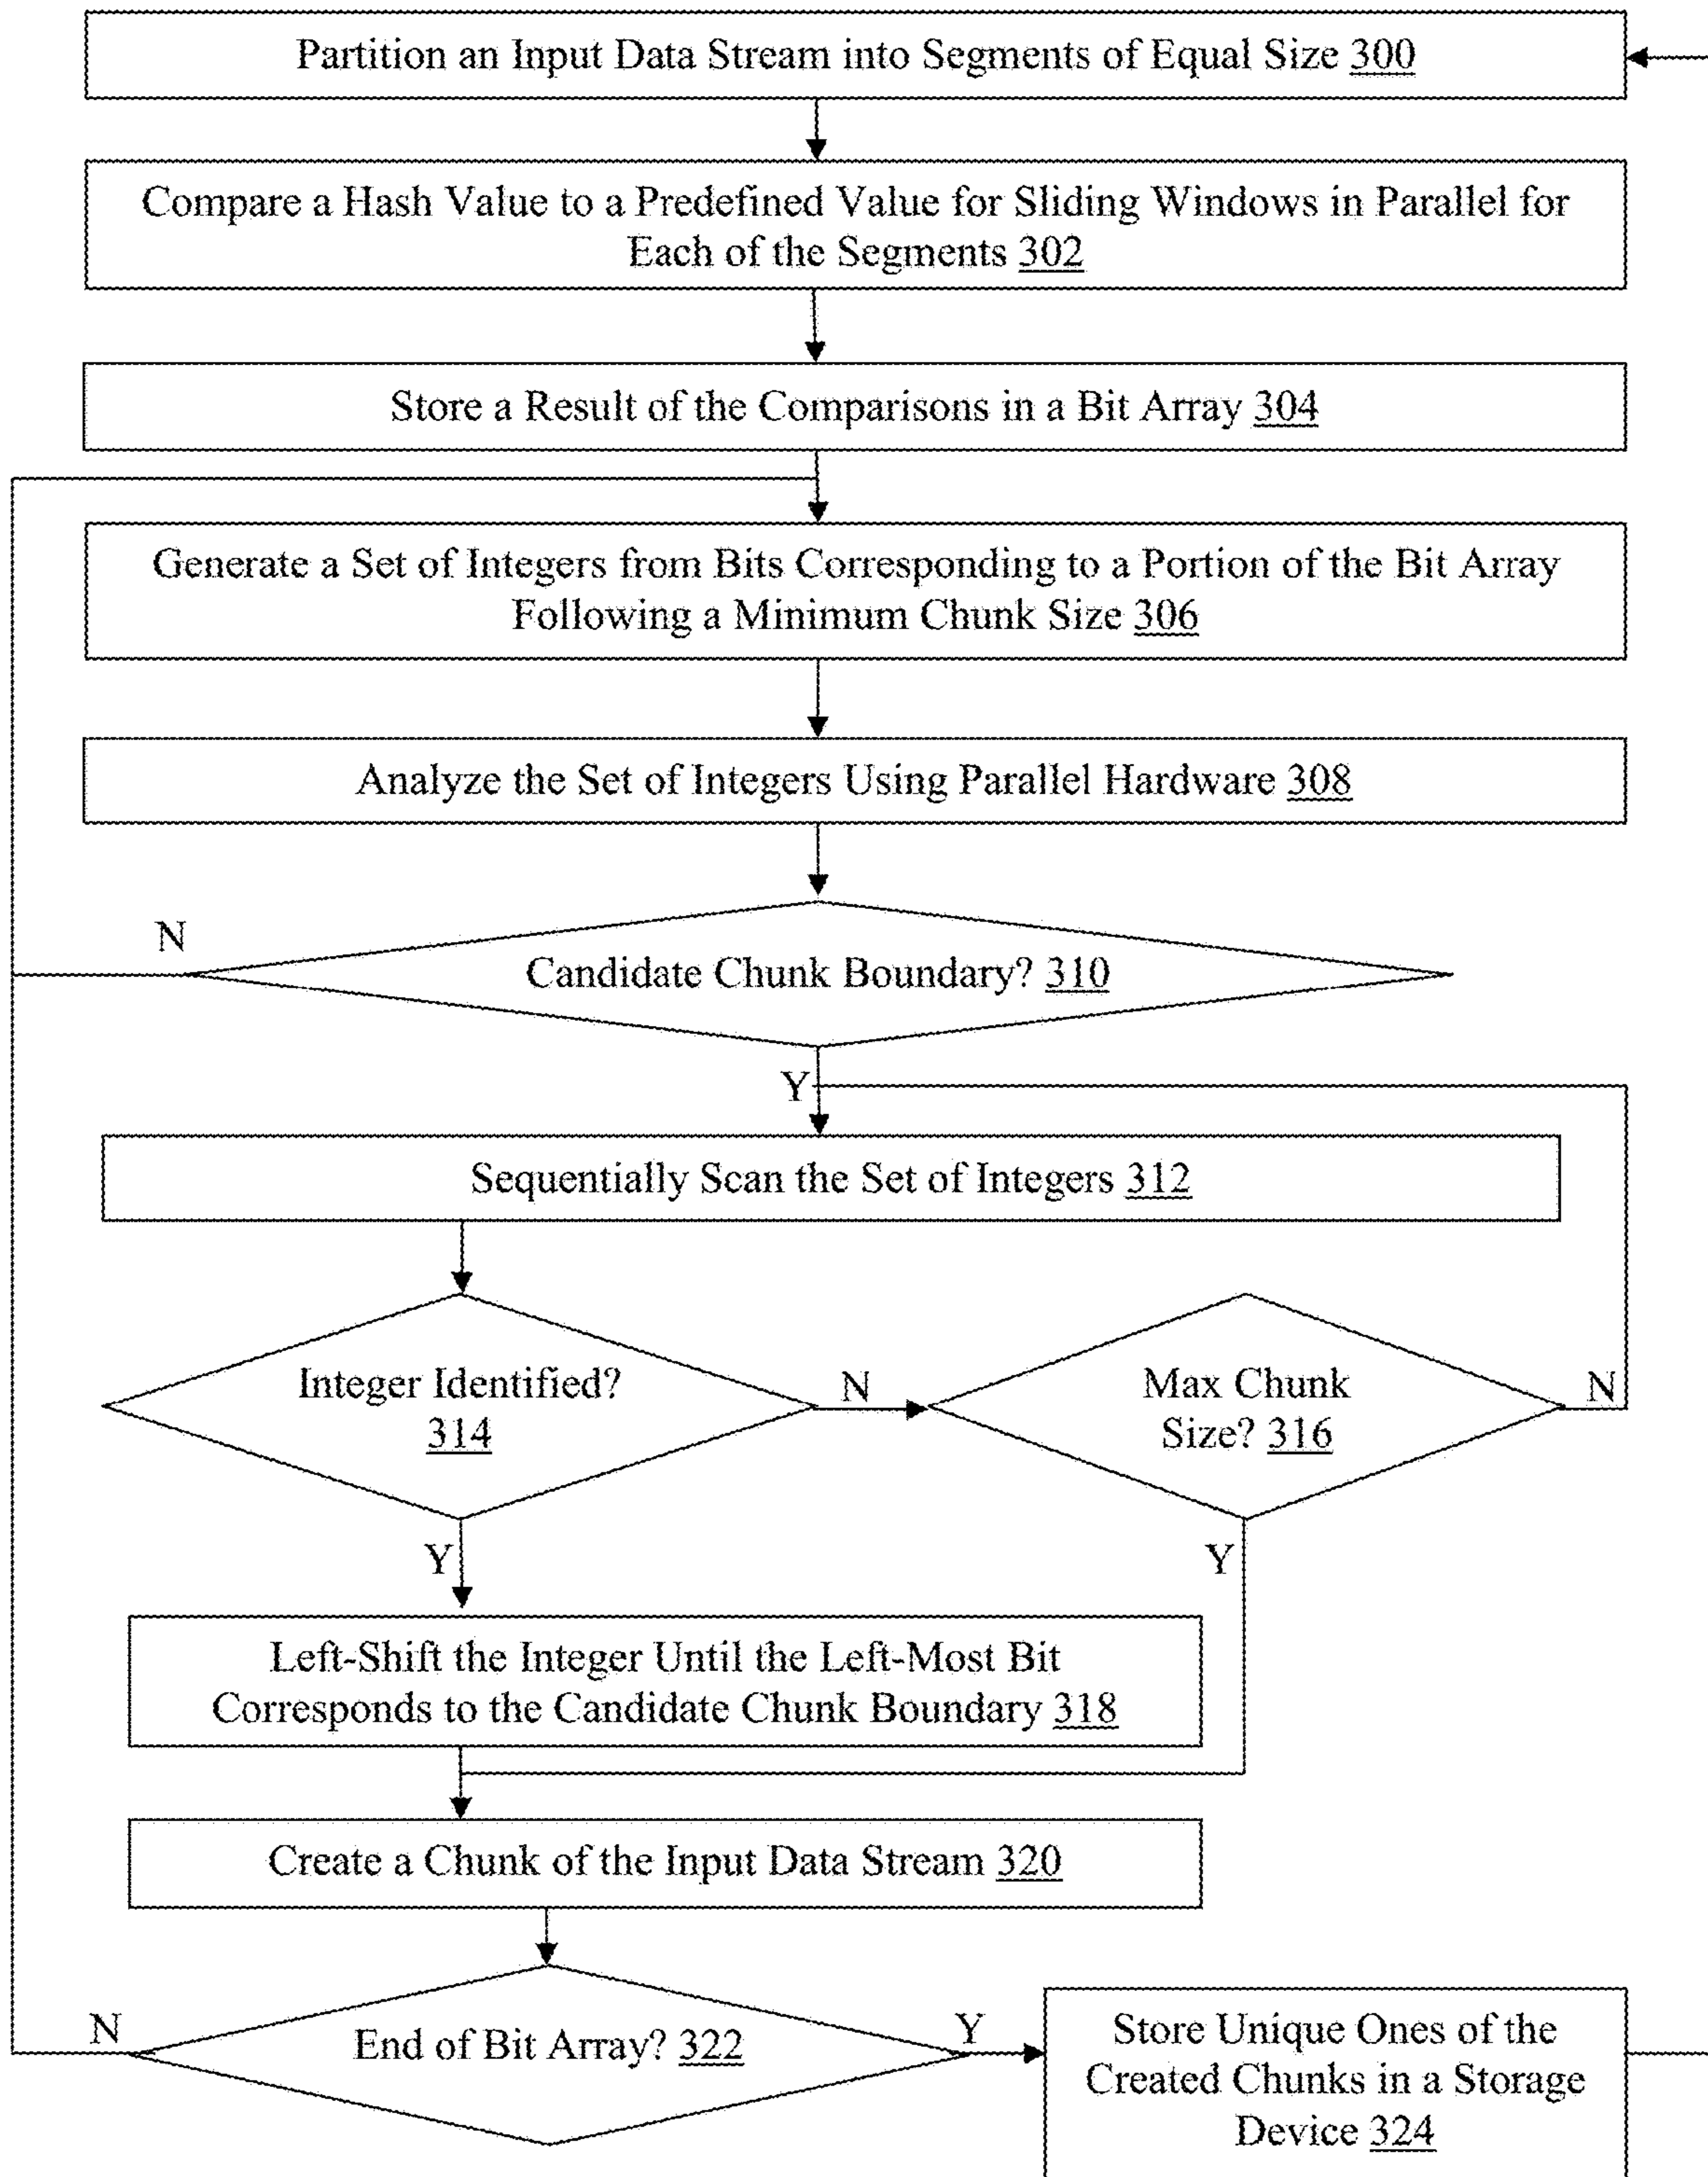 Partition an Input Data Stream into Segments of Equal Size 300
Compare a Hash Value to a Predefined Value for Sliding Windows in Parallel for
Each of the Segments 302
Store a Result of the Comparisons in a Bit Array 304
Generate a Set of Integers from Bits Corresponding to a Portion of the Bit Array
Following a Minimum Chunk Size 306
Analyze the Set of Integers Using Parallel Hardware 308
N
Candidate Chunk Boundary? 310
Y
Sequentially Scan the Set of Integers 312
Integer Identified?
314
N
Max Chunk
Size? 316
N
Y
Y
Left-Shift the Integer Until the Left-Most Bit
Corresponds to the Candidate Chunk Boundary 318
Create a Chunk of the Input Data Stream 320
N
End of Bit Array? 322
Y
Store Unique Ones of the
Created Chunks in a Storage
Device 324